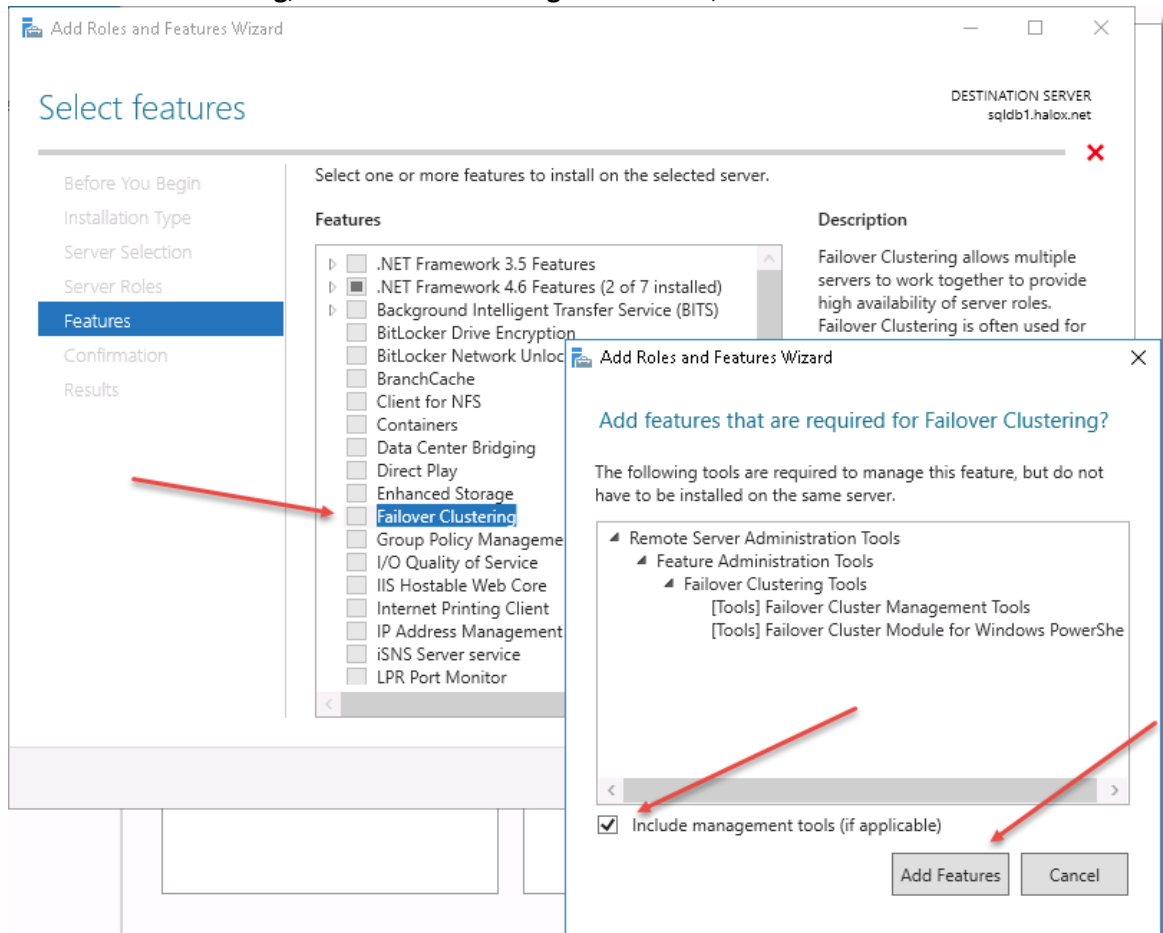 Add Roles and Features Wizard
Select features
DESTINATION SERVER
sqldb1.halox.net
Before You Begin
Installation Type
Server Selection
Server Roles
Features
Confirmation
Results
Select one or more features to install on the selected server.
Features
.NET Framework 3.5 Features
.NET Framework 4.6 Features (2 of 7 installed)
Background Intelligent Transfer Service (BITS)
BitLocker Drive Encryption
BitLocker Network Unloc
BranchCache
Client for NFS
Containers
Data Center Bridging
Direct Play
Enhanced Storage
Failover Clustering
Group Policy Manageme
I/O Quality of Service
IIS Hostable Web Core
Internet Printing Client
IP Address Management
iSNS Server service
LPR Port Monitor
Description
Failover Clustering allows multiple
servers to work together to provide
high availability of server roles.
Failover Clustering is often used for
Add Roles and Features Wizard
Add features that are required for Failover Clustering?
The following tools are required to manage this feature, but do not
have to be installed on the same server.
Remote Server Administration Tools
Feature Administration Tools
Failover Clustering Tools
[Tools] Failover Cluster Management Tools
[Tools] Failover Cluster Module for Windows PowerShe
Include management tools (if applicable)
Add Features
Cancel